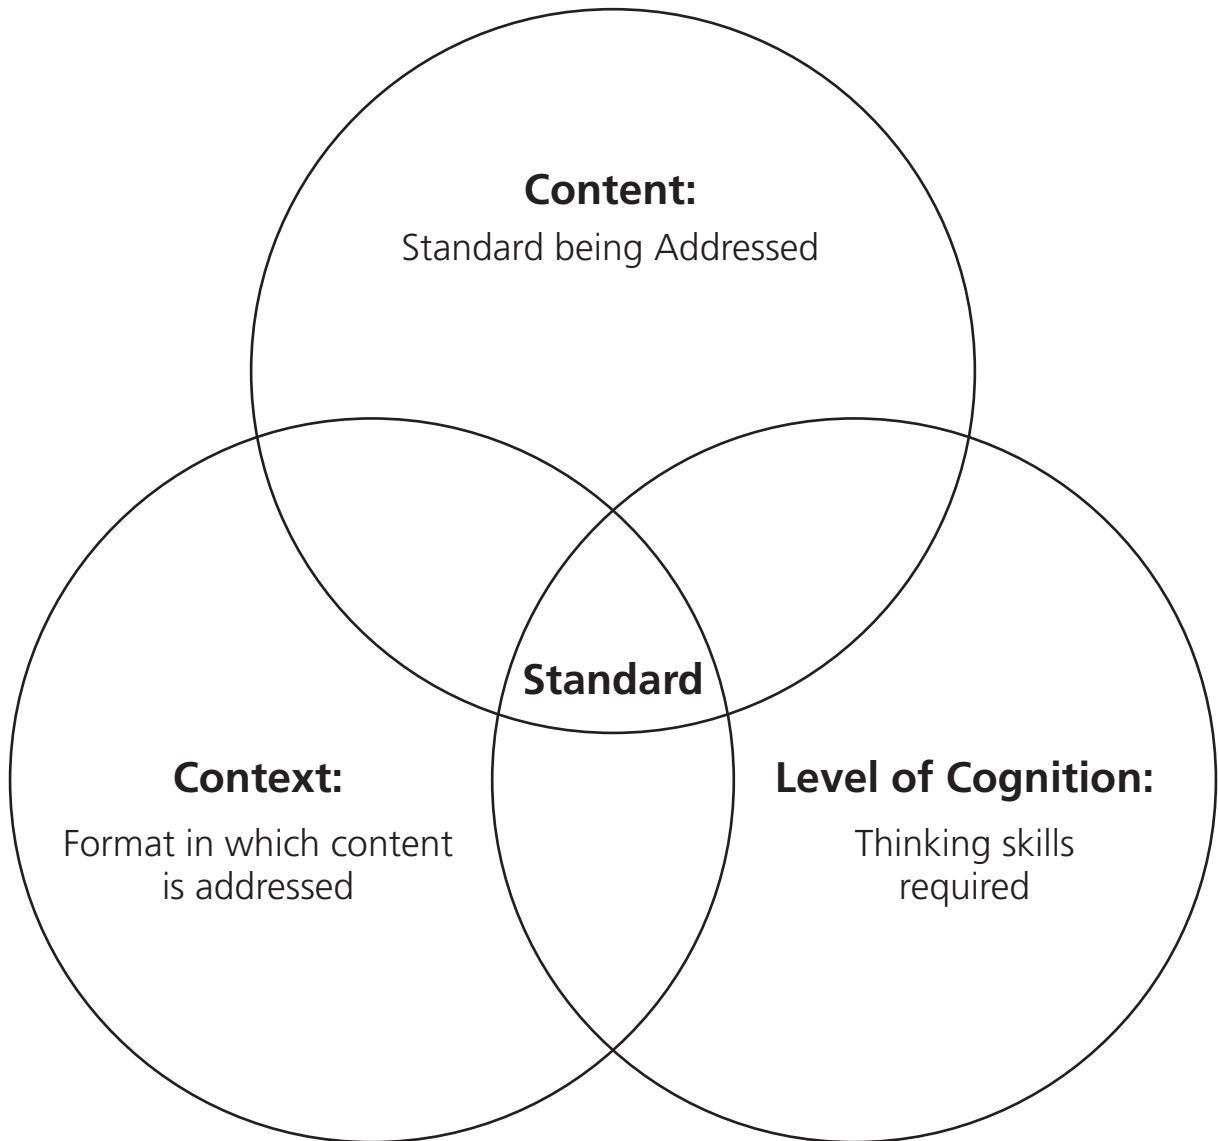 Content:
Standard being Addressed
Standard
Context:
Format in which content
is addressed
Level of Cognition:
Thinking skills
required